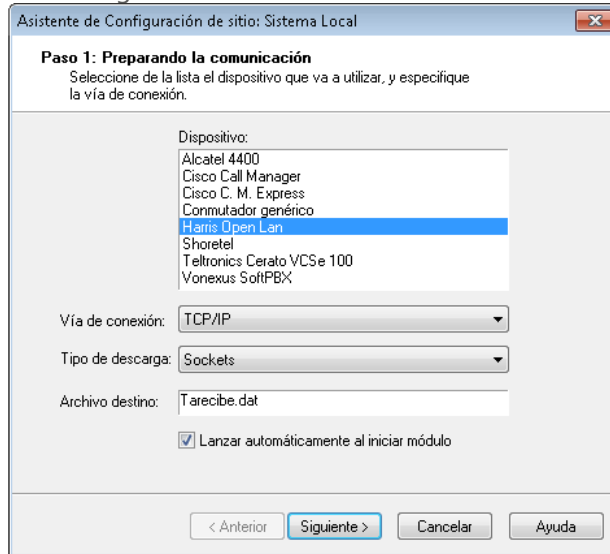 Asistente de Configuración de sitio: Sistema Local
Paso 1: Preparando la comunicación
Seleccione de la lista el dispositivo que va a utilizar, y especifique
la vía de conexión.
Dispositivo:
Alcatel 4400
Cisco Call Manager
Cisco C. M. Express
Conmutador genérico
Harris Open Lan
Shoretel
Teltronics Cerato VCSe 100
Vonexus SoftPBX
Vía de conexión: TCP/IP
Tipo de descarga: Sockets
Archivo destino: Tarecibe.dat
Lanzar automáticamente al iniciar módulo
< Anterior Siguiente > Cancelar Ayuda